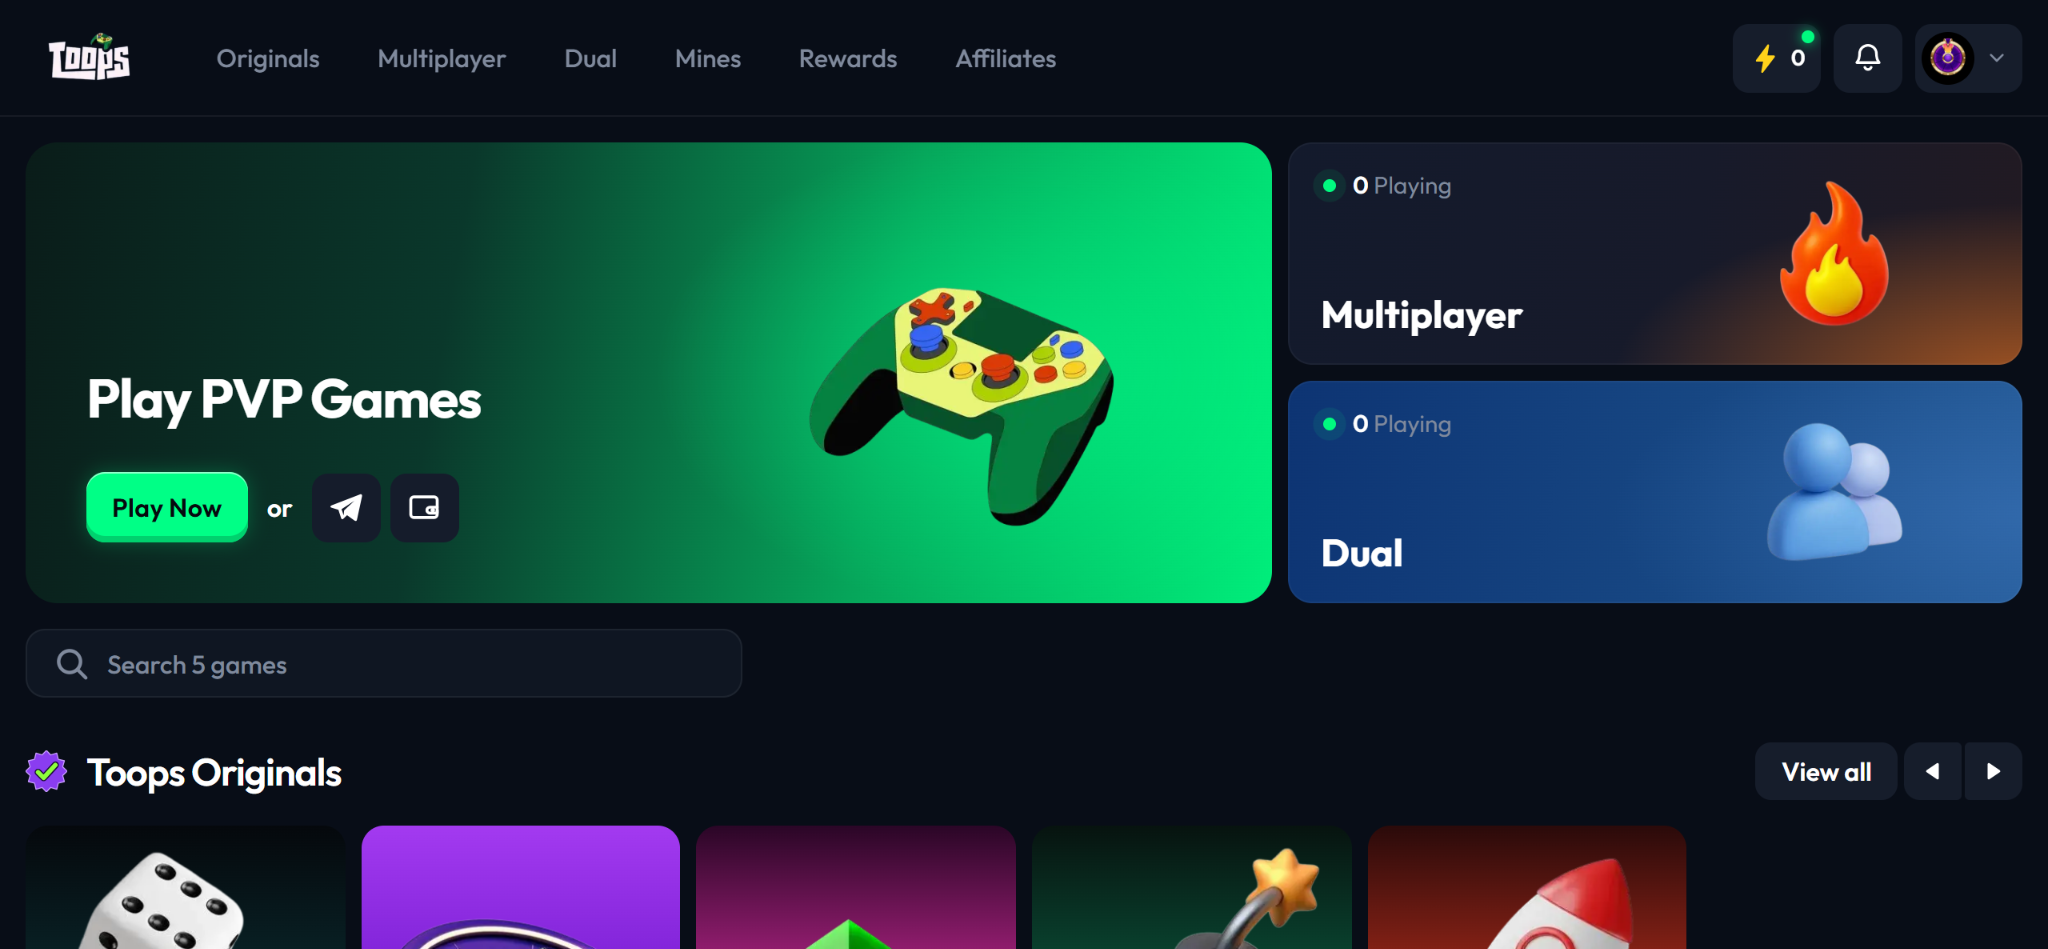 Toops
Originals
Multiplayer
Dual
Mines
Rewards
Affiliates
0
Play PVP Games
Play Now
or
0 Playing
Multiplayer
0 Playing
Dual
Search 5 games
Toops Originals
View all